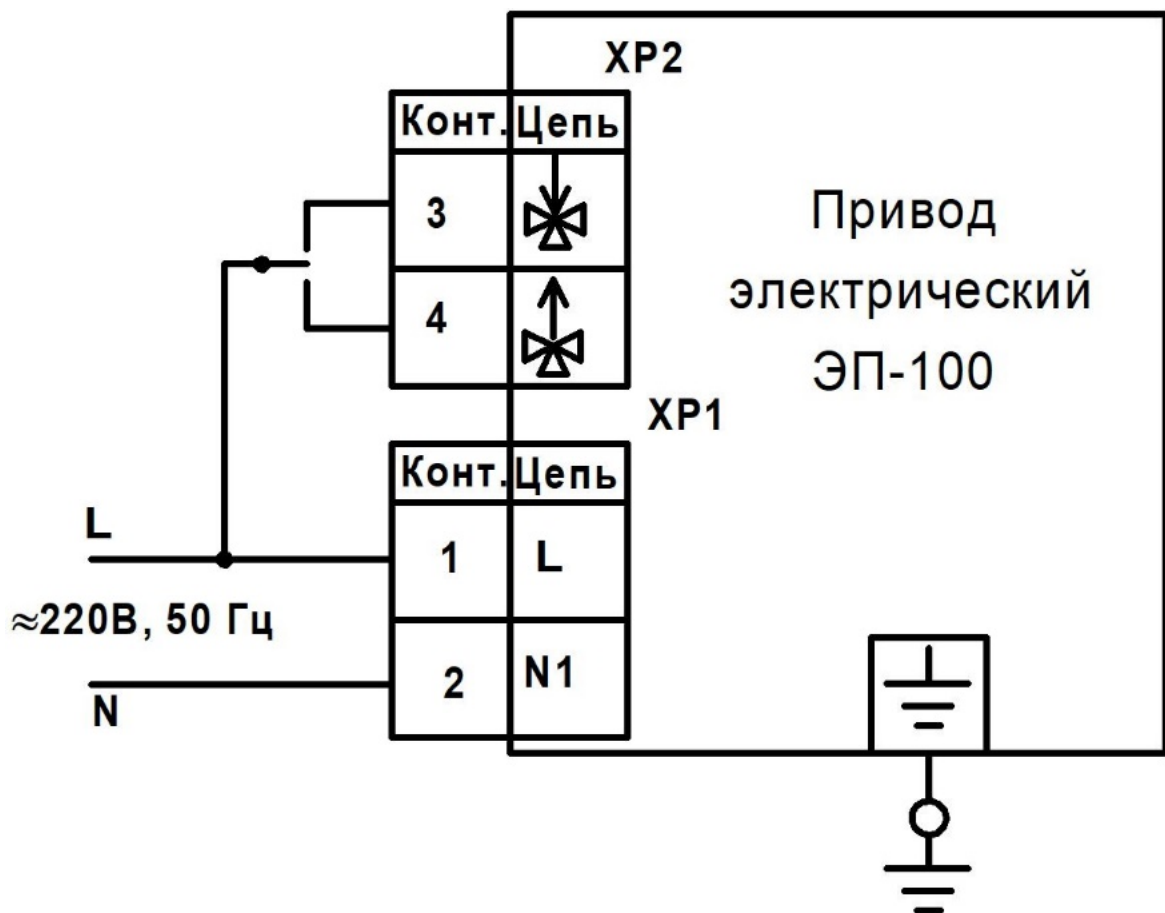 XP2
Конт. Цепь
3
4
Привод
электрический
ЭП-100
XP1
Конт. Цепь
L
1 L
≈220В, 50 Гц
2 N1
N